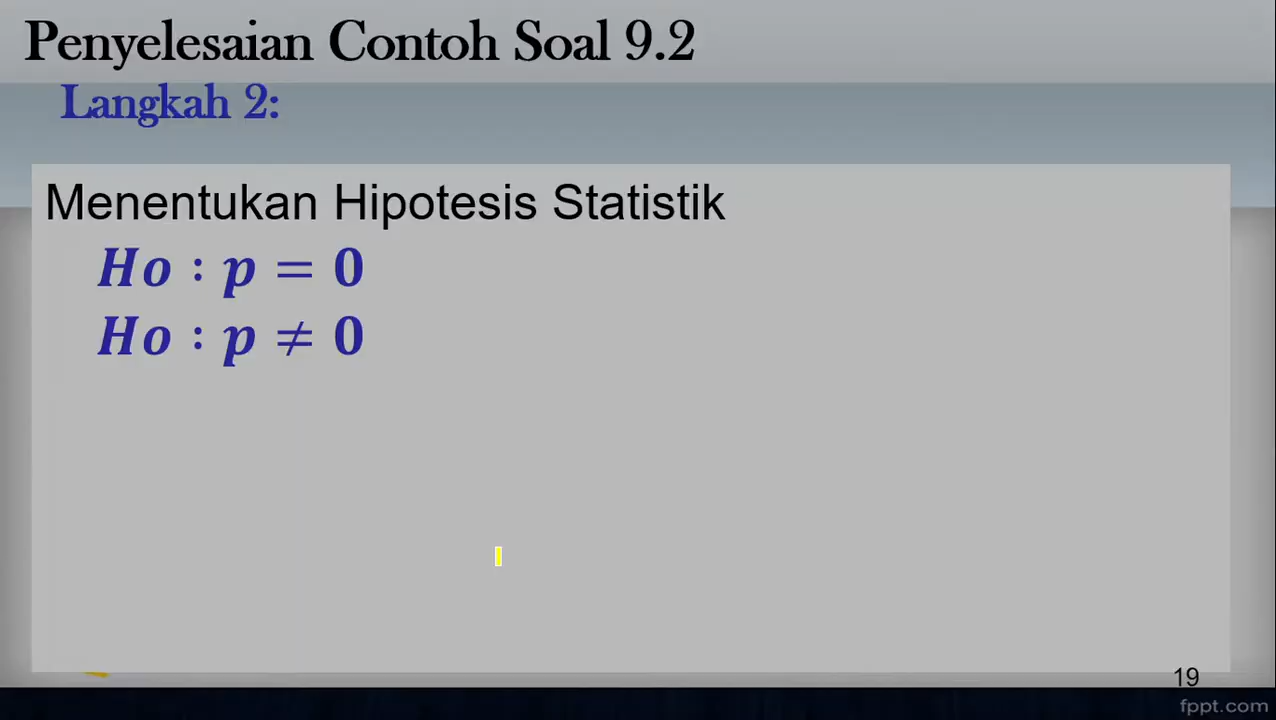 Penyelesaian Contoh Soal 9.2
Langkah 2:
Menentukan Hipotesis Statistik
Ho : p = 0
Ho : p ≠ 0
19
fppt.com